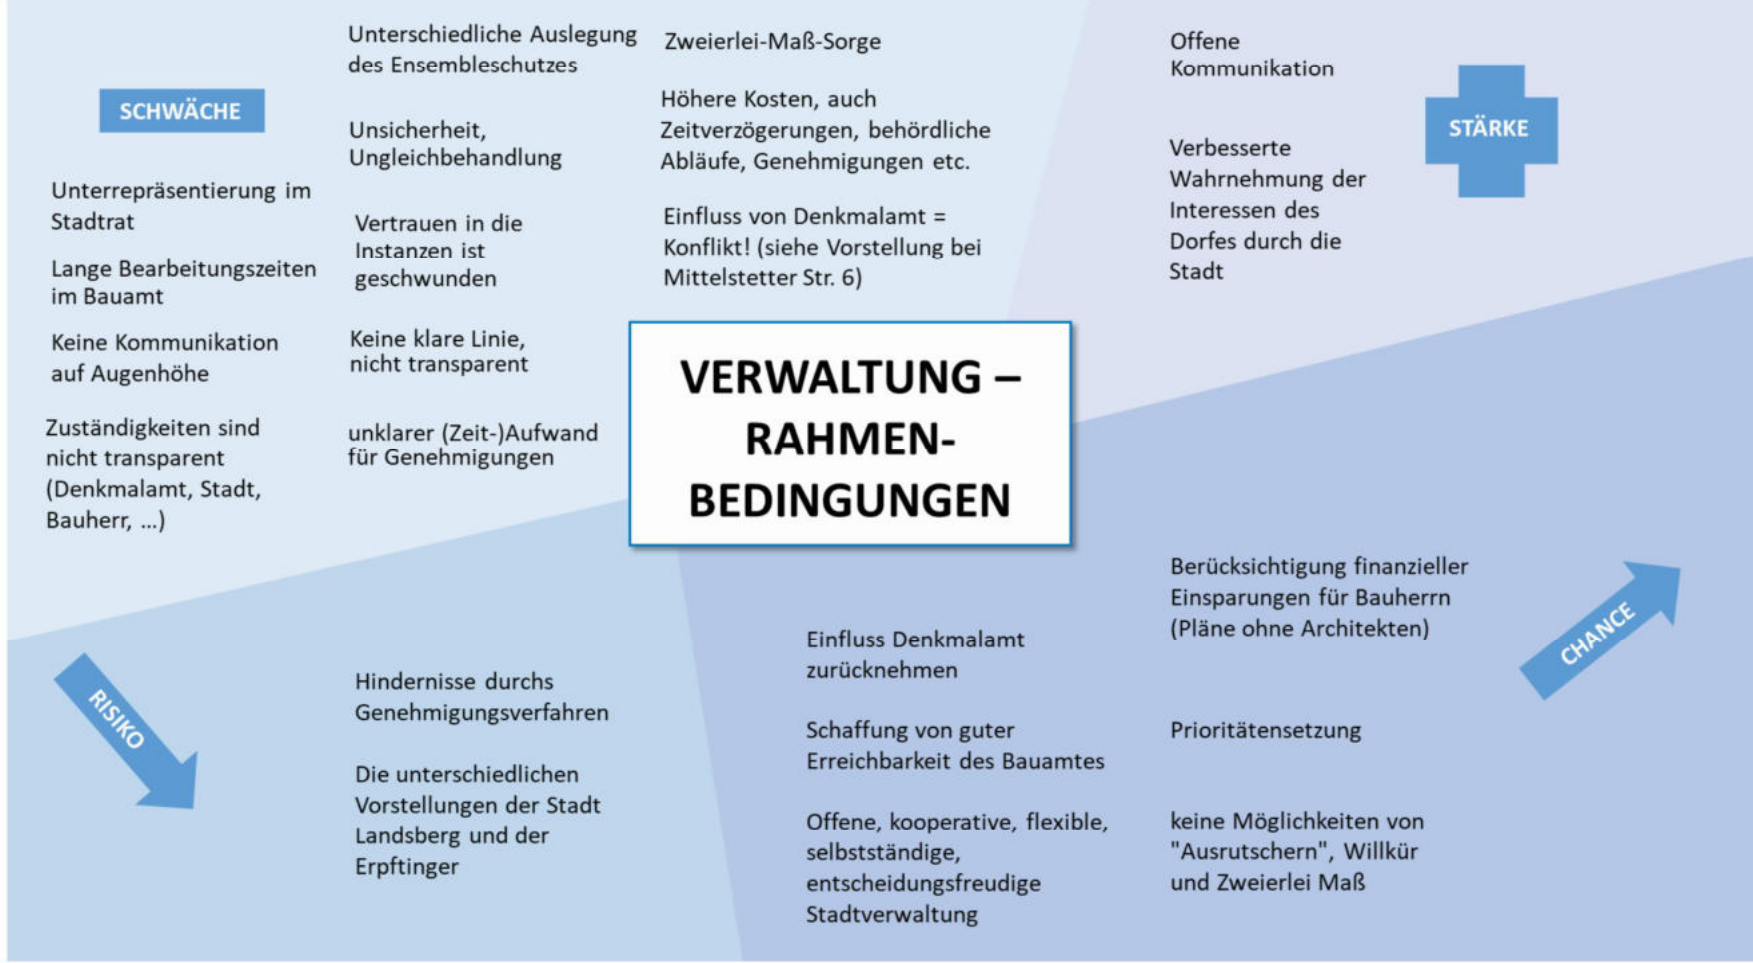 SCHWÄCHE
Unterrepräsentierung im
Stadtrat
Lange Bearbeitungszeiten
im Bauamt
Keine Kommunikation
auf Augenhöhe
Zuständigkeiten sind
nicht transparent
(Denkmalamt, Stadt,
Bauherr, ...)
Unterschiedliche Auslegung
des Ensembleschutzes
Unsicherheit,
Ungleichbehandlung
Vertrauen in die
Instanzen ist
geschwunden
Keine klare Linie,
nicht transparent
unklarer (Zeit-)Aufwand
für Genehmigungen
Zweierlei-Maß-Sorge
Höhere Kosten, auch
Zeitverzögerungen, behördliche
Abläufe, Genehmigungen etc.
Einfluss von Denkmalamt =
Konflikt! (siehe Vorstellung bei
Mittelstetter Str. 6)
Offene
Kommunikation
Verbesserte
Wahrnehmung der
Interessen des
Dorfes durch die
Stadt
STÄRKE
VERWALTUNG –
RAHMEN-
BEDINGUNGEN
RISIKO
Hindernisse durchs
Genehmigungsverfahren
Die unterschiedlichen
Vorstellungen der Stadt
Landsberg und der
Erpftinger
Einfluss Denkmalamt
zurücknehmen
Schaffung von guter
Erreichbarkeit des Bauamtes
Offene, kooperative, flexible,
selbstständige,
entscheidungsfreudige
Stadtverwaltung
Berücksichtigung finanzieller
Einsparungen für Bauherrn
(Pläne ohne Architekten)
Prioritätensetzung
keine Möglichkeiten von
"Ausrutschern", Willkür
und Zweierlei Maß
CHANCE